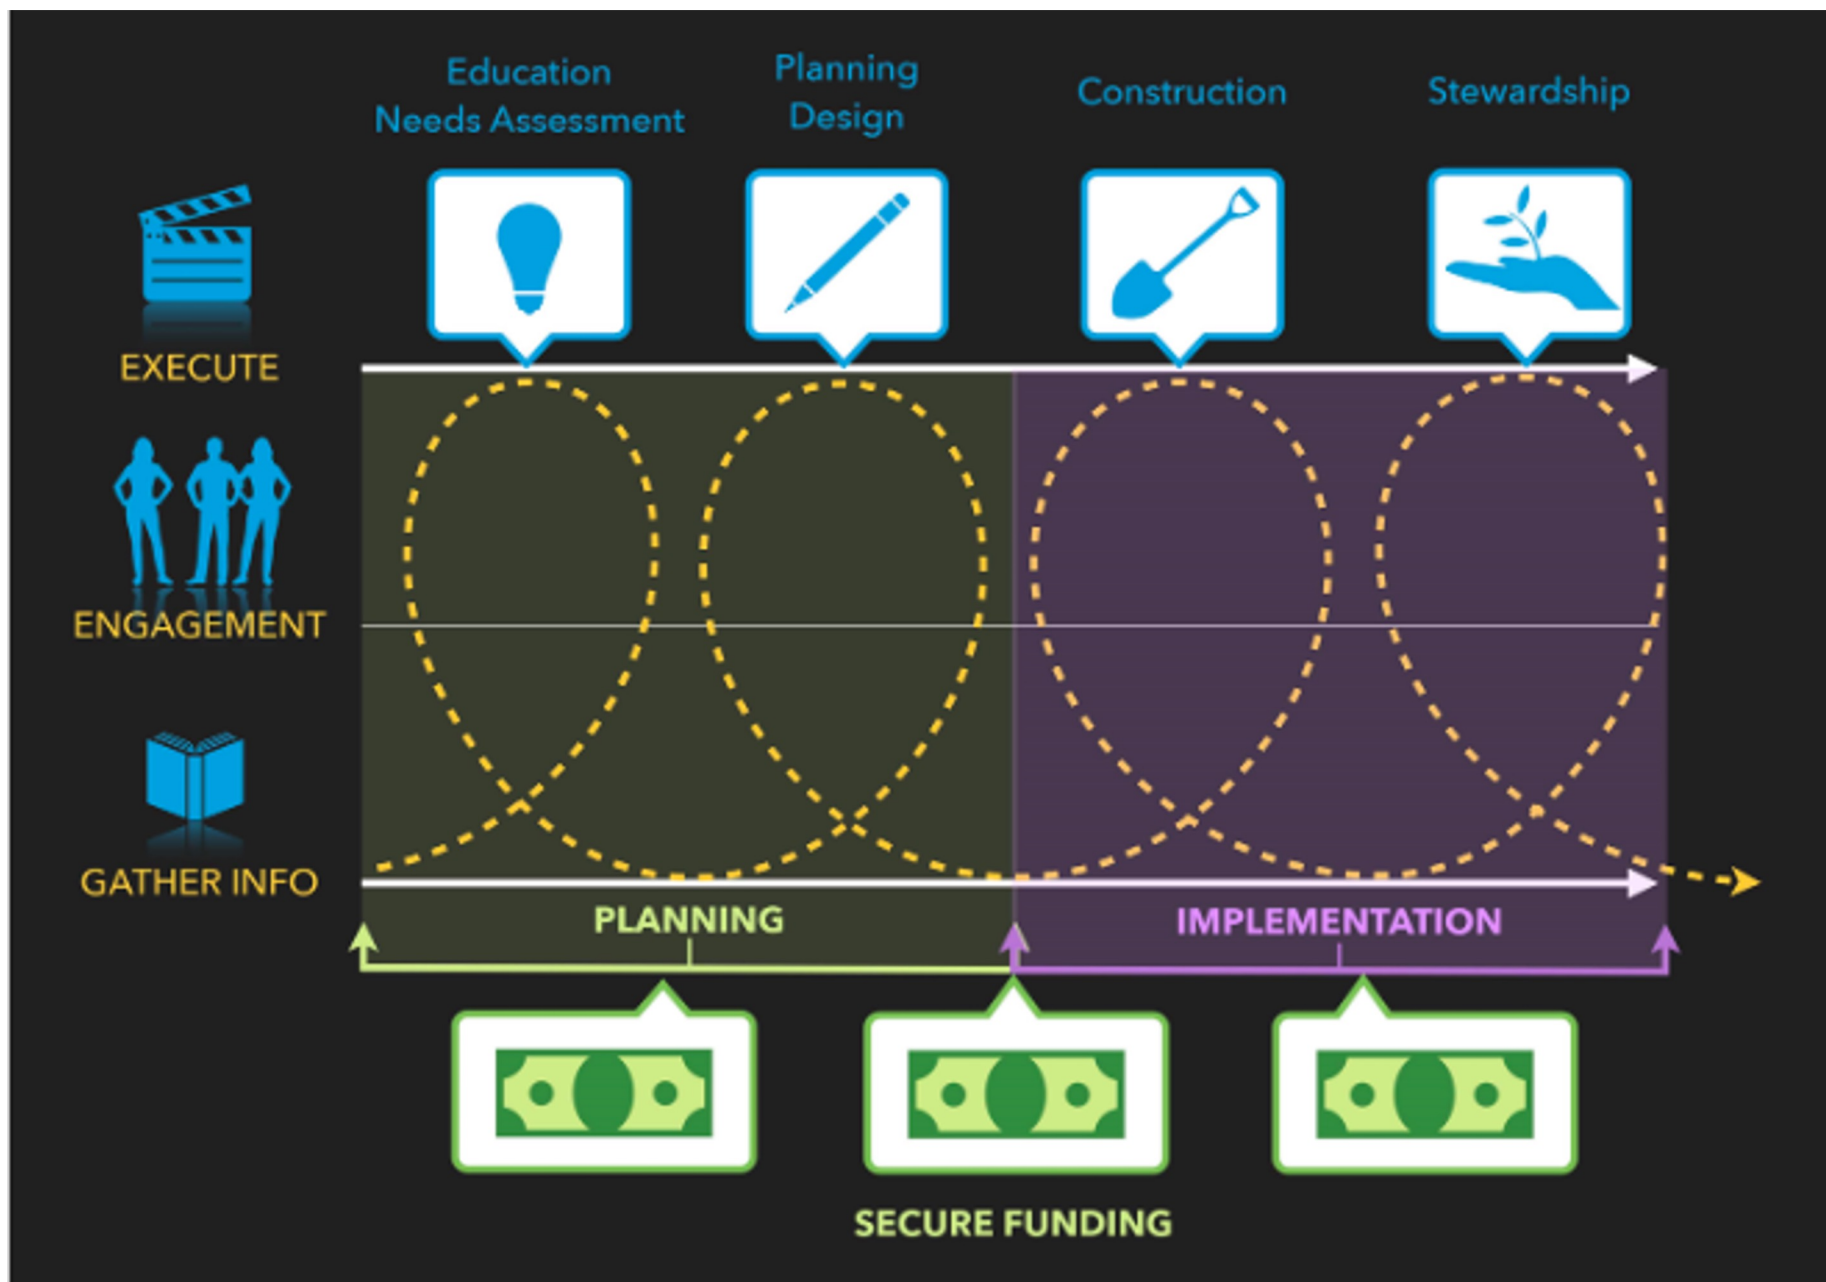 Education
Needs Assessment
Planning
Design
Construction
Stewardship
EXECUTE
ENGAGEMENT
GATHER INFO
PLANNING
IMPLEMENTATION
SECURE FUNDING